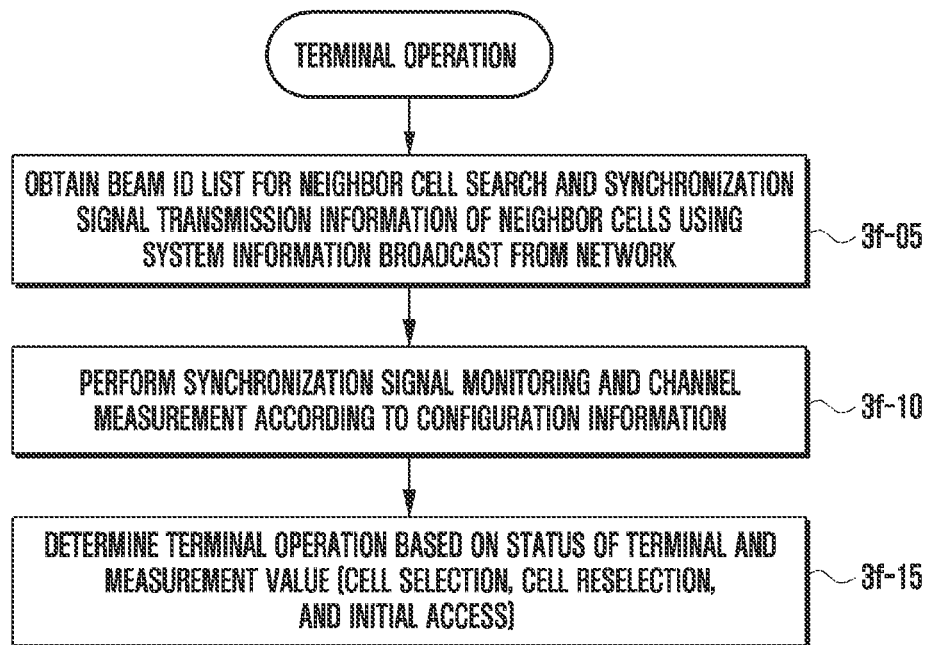 TERMINAL OPERATION
OBTAIN BEAM ID LIST FOR NEIGHBOR CELL SEARCH AND SYNCHRONIZATION
SIGNAL TRANSMISSION INFORMATION OF NEIGHBOR CELLS USING
SYSTEM INFORMATION BROADCAST FROM NETWORK
3f-05
PERFORM SYNCHRONIZATION SIGNAL MONITORING AND CHANNEL
MEASUREMENT ACCORDING TO CONFIGURATION INFORMATION
3f-10
DETERMINE TERMINAL OPERATION BASED ON STATUS OF TERMINAL AND
MEASUREMENT VALUE (CELL SELECTION, CELL RESELECTION,
AND INITIAL ACCESS)
3f-15